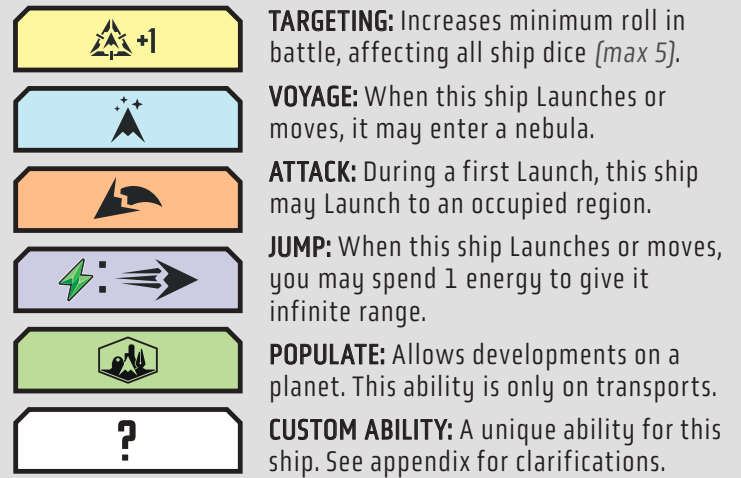 +1
TARGETING: Increases minimum roll in
battle, affecting all ship dice (max 5).
VOYAGE: When this ship Launches or
moves, it may enter a nebula.
ATTACK: During a first Launch, this ship
may Launch to an occupied region.
:
JUMP: When this ship Launches or moves,
you may spend 1 energy to give it
infinite range.
POPULATE: Allows developments on a
planet. This ability is only on transports.
?
CUSTOM ABILITY: A unique ability for this
ship. See appendix for clarifications.